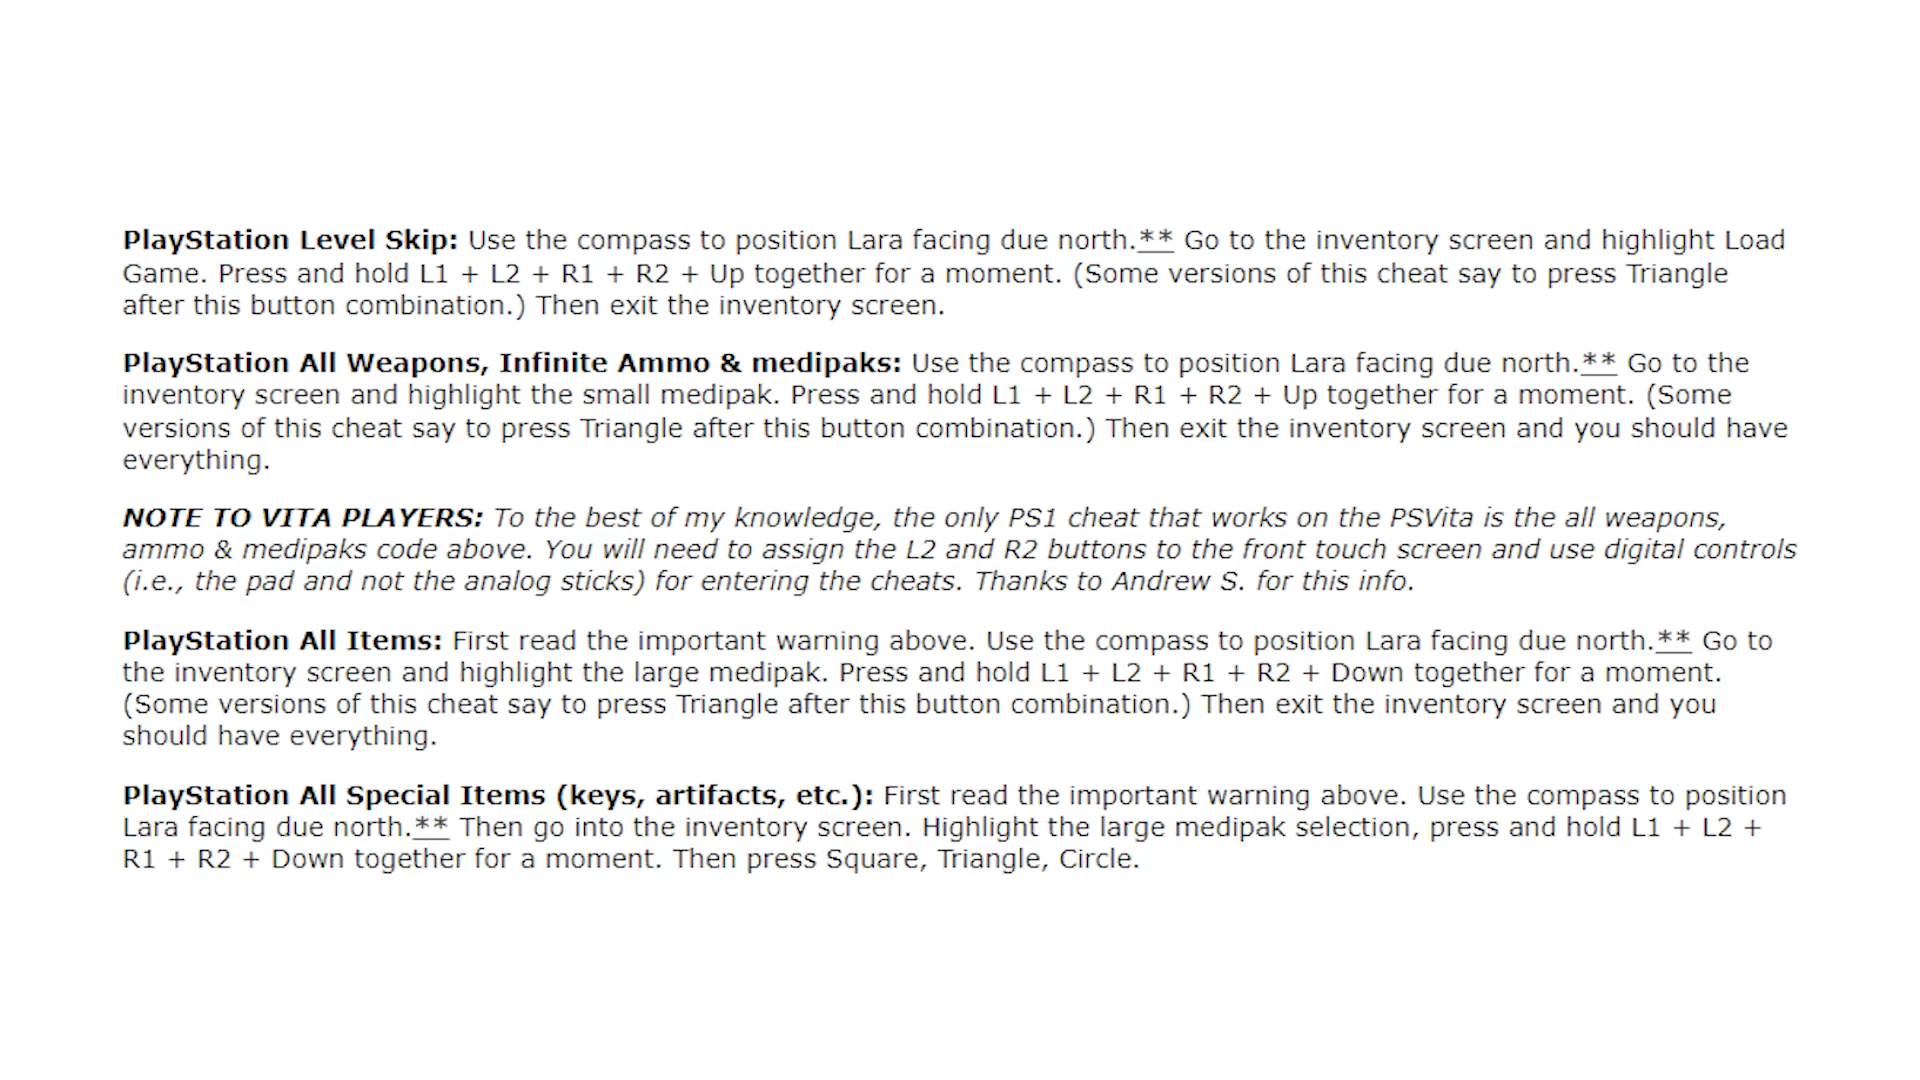 PlayStation Level Skip: Use the compass to position Lara facing due north.** Go to the inventory screen and highlight Load
Game. Press and hold L1 + L2 + R1 + R2 + Up together for a moment. (Some versions of this cheat say to press Triangle
after this button combination.) Then exit the inventory screen.
PlayStation All Weapons, Infinite Ammo & medipaks: Use the compass to position Lara facing due north.** Go to the
inventory screen and highlight the small medipak. Press and hold L1 + L2 + R1 + R2 + Up together for a moment. (Some
versions of this cheat say to press Triangle after this button combination.) Then exit the inventory screen and you should have
everything.
NOTE TO VITA PLAYERS: To the best of my knowledge, the only PS1 cheat that works on the PSVita is the all weapons,
ammo & medipaks code above. You will need to assign the L2 and R2 buttons to the front touch screen and use digital controls
(i.e., the pad and not the analog sticks) for entering the cheats. Thanks to Andrew S. for this info.
PlayStation All Items: First read the important warning above. Use the compass to position Lara facing due north.** Go to
the inventory screen and highlight the large medipak. Press and hold L1 + L2 + R1 + R2 + Down together for a moment.
(Some versions of this cheat say to press Triangle after this button combination.) Then exit the inventory screen and you
should have everything.
PlayStation All Special Items (keys, artifacts, etc.): First read the important warning above. Use the compass to position
Lara facing due north.** Then go into the inventory screen. Highlight the large medipak selection, press and hold L1 + L2 +
R1 + R2 + Down together for a moment. Then press Square, Triangle, Circle.